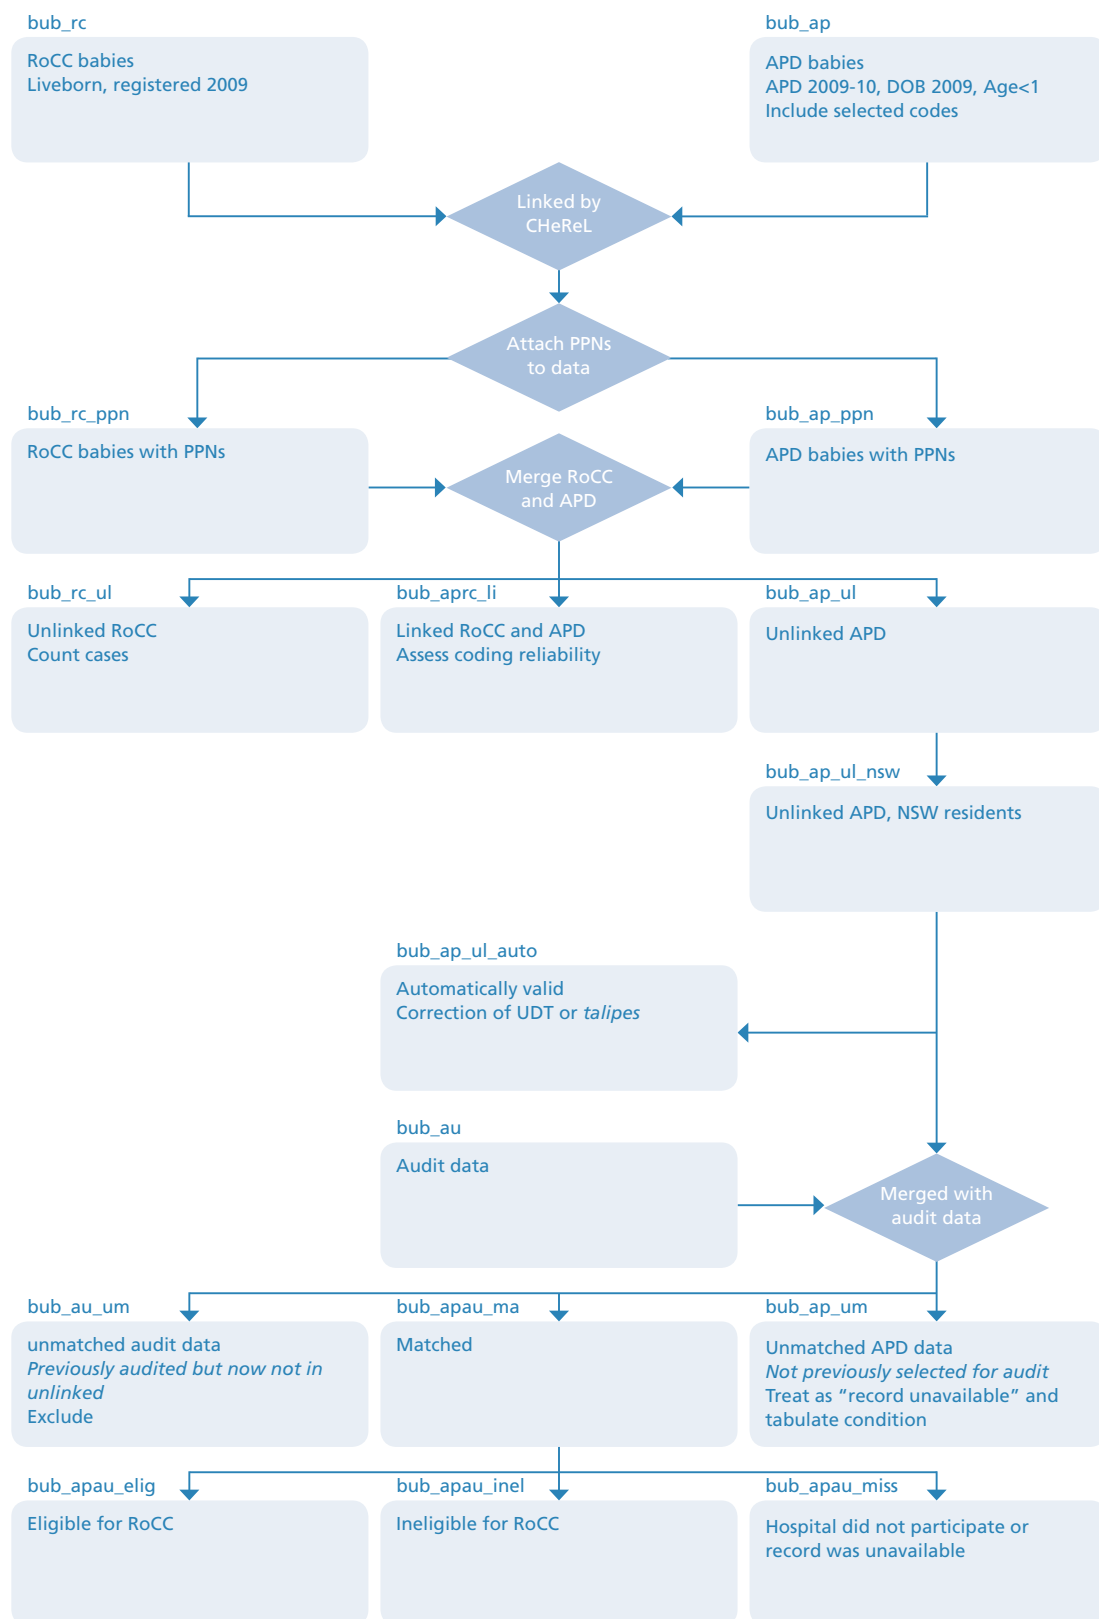 bub_rc
RoCC babies
Liveborn, registered 2009
bub_ap
APD babies
APD 2009-10, DOB 2009, Age<1
Include selected codes
Linked by
CHeReL
Attach PPNs
to data
bub_rc_ppn
RoCC babies with PPNs
Merge RoCC
and APD
bub_ap_ppn
APD babies with PPNs
bub_rc_ul
Unlinked RoCC
Count cases
bub_aprc_li
Linked RoCC and APD
Assess coding reliability
bub_ap_ul
Unlinked APD
bub_ap_ul_nsw
Unlinked APD, NSW residents
bub_ap_ul_auto
Automatically valid
Correction of UDT or talipes
bub_au
Audit data
Merged with
audit data
bub_au_um
unmatched audit data
Previously audited but now not in
unlinked
Exclude
bub_apau_ma
Matched
bub_ap_um
Unmatched APD data
Not previously selected for audit
Treat as “record unavailable” and
tabulate condition
bub_apau_elig
Eligible for RoCC
bub_apau_inel
Ineligible for RoCC
bub_apau_miss
Hospital did not participate or
record was unavailable